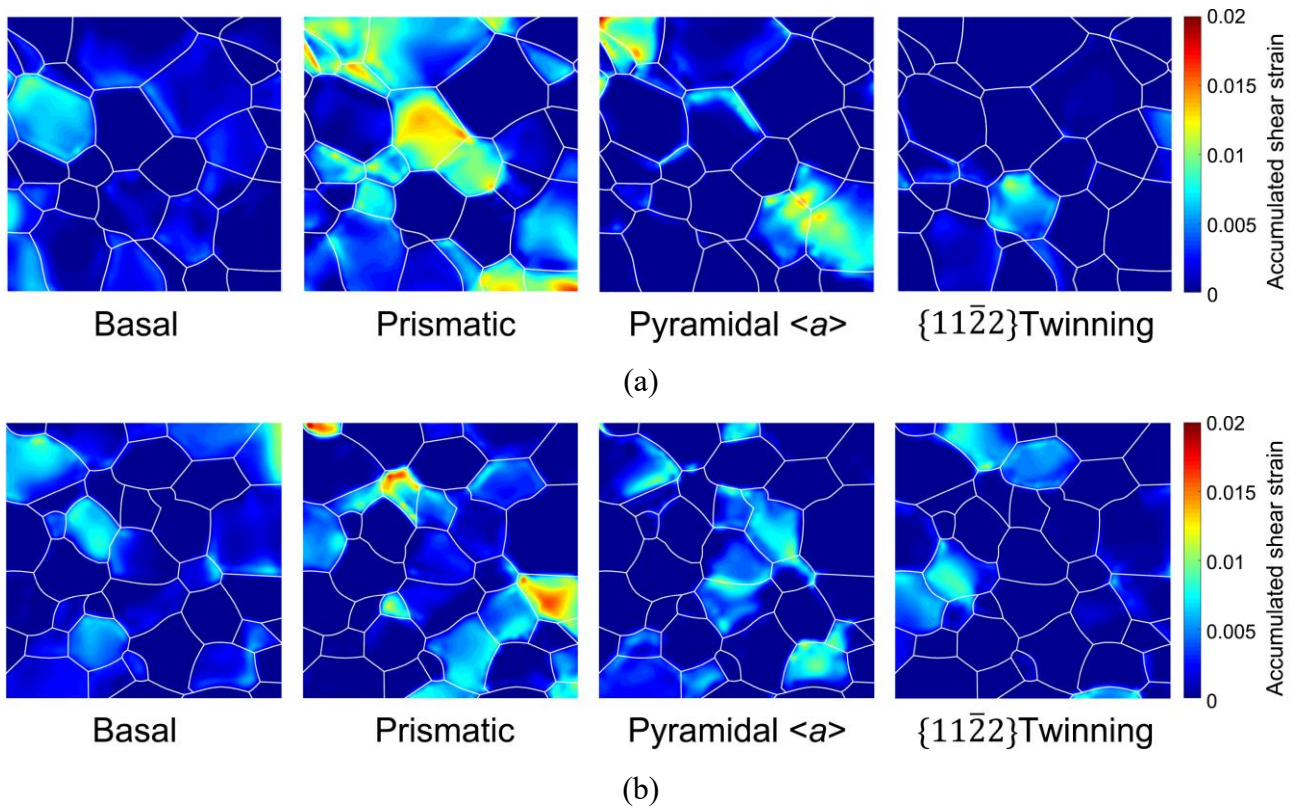 0.02
0.015
0.01
0.005
0
Accumulated shear strain
Basal
Prismatic
Pyramidal <a>
{112̄2}Twinning
(a)
0.02
0.015
0.01
0.005
0
Accumulated shear strain
Basal
Prismatic
Pyramidal <a>
{112̄2}Twinning
(b)